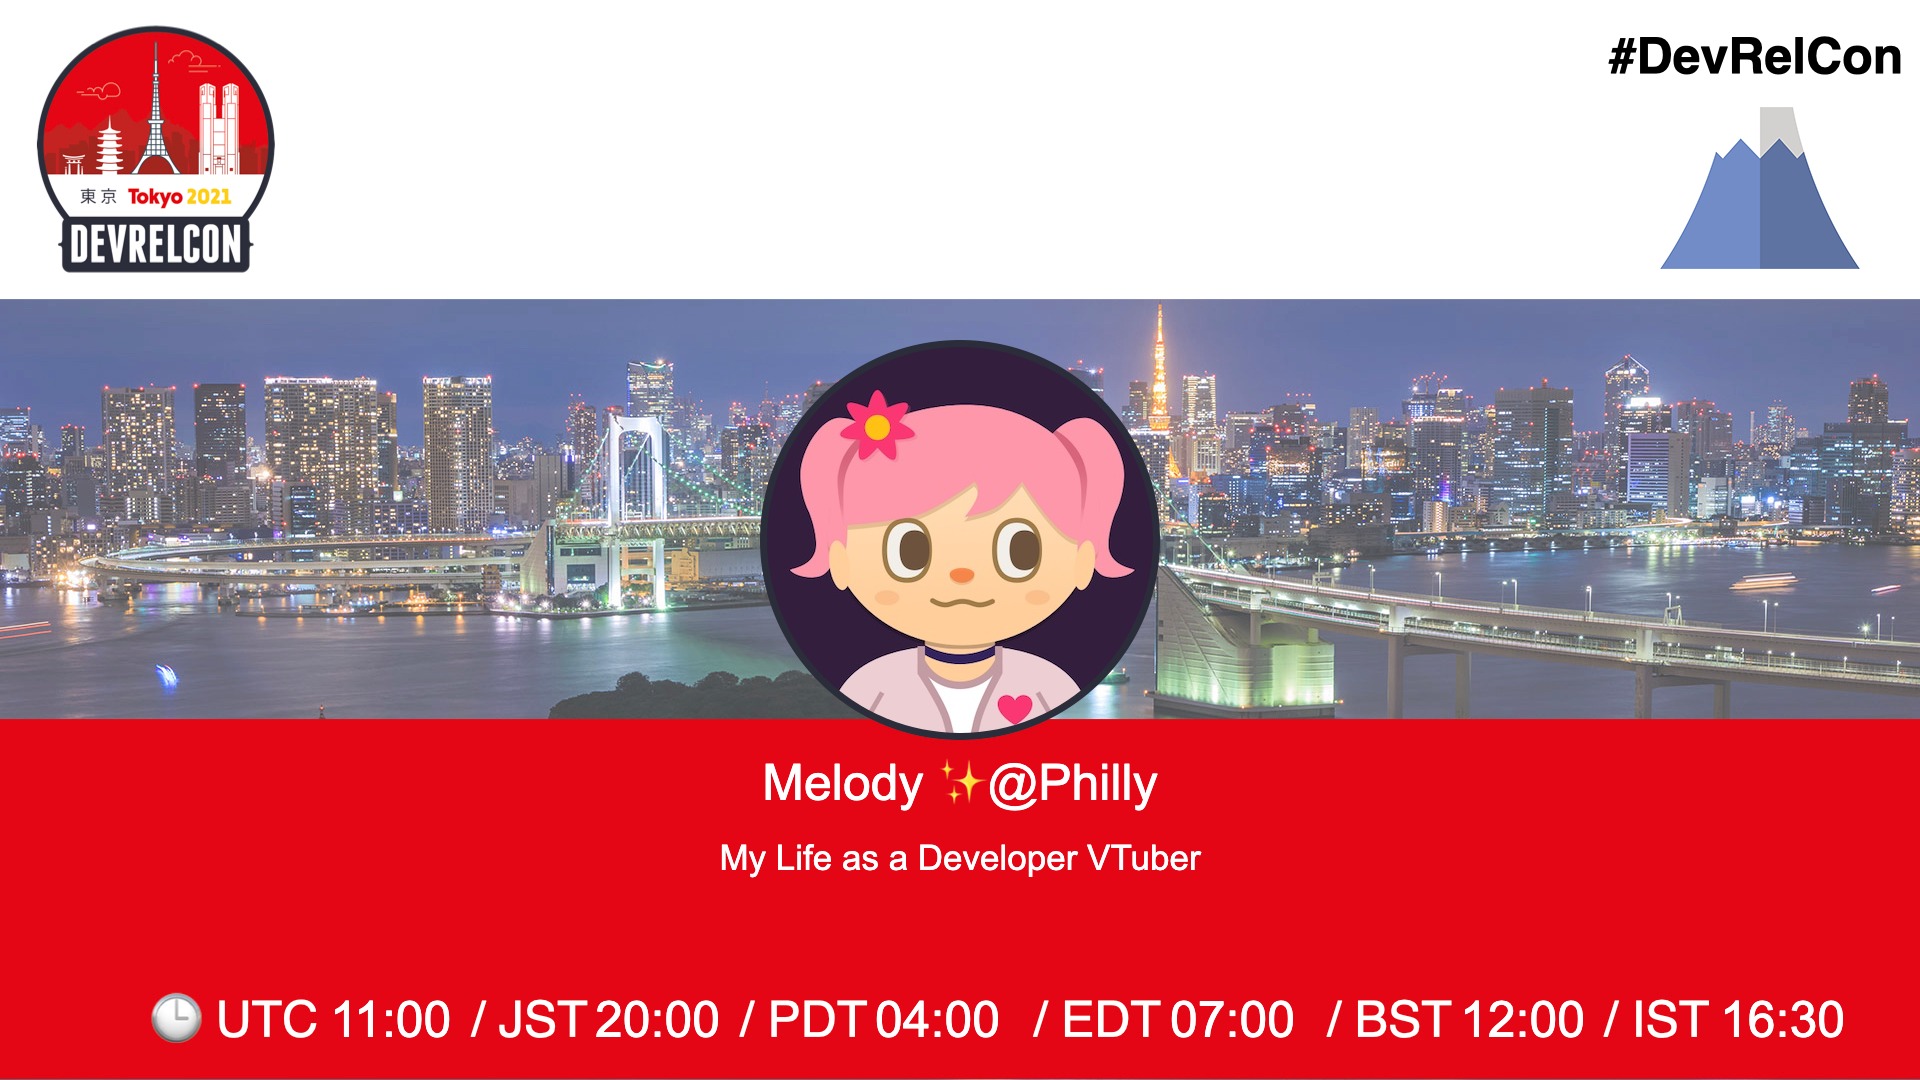 #DevRelCon
東京 Tokyo 2021
DEVRELCON
Melody ✨@Philly
My Life as a Developer VTuber
🕒 UTC 11:00 / JST 20:00 / PDT 04:00 / EDT 07:00 / BST 12:00 / IST 16:30